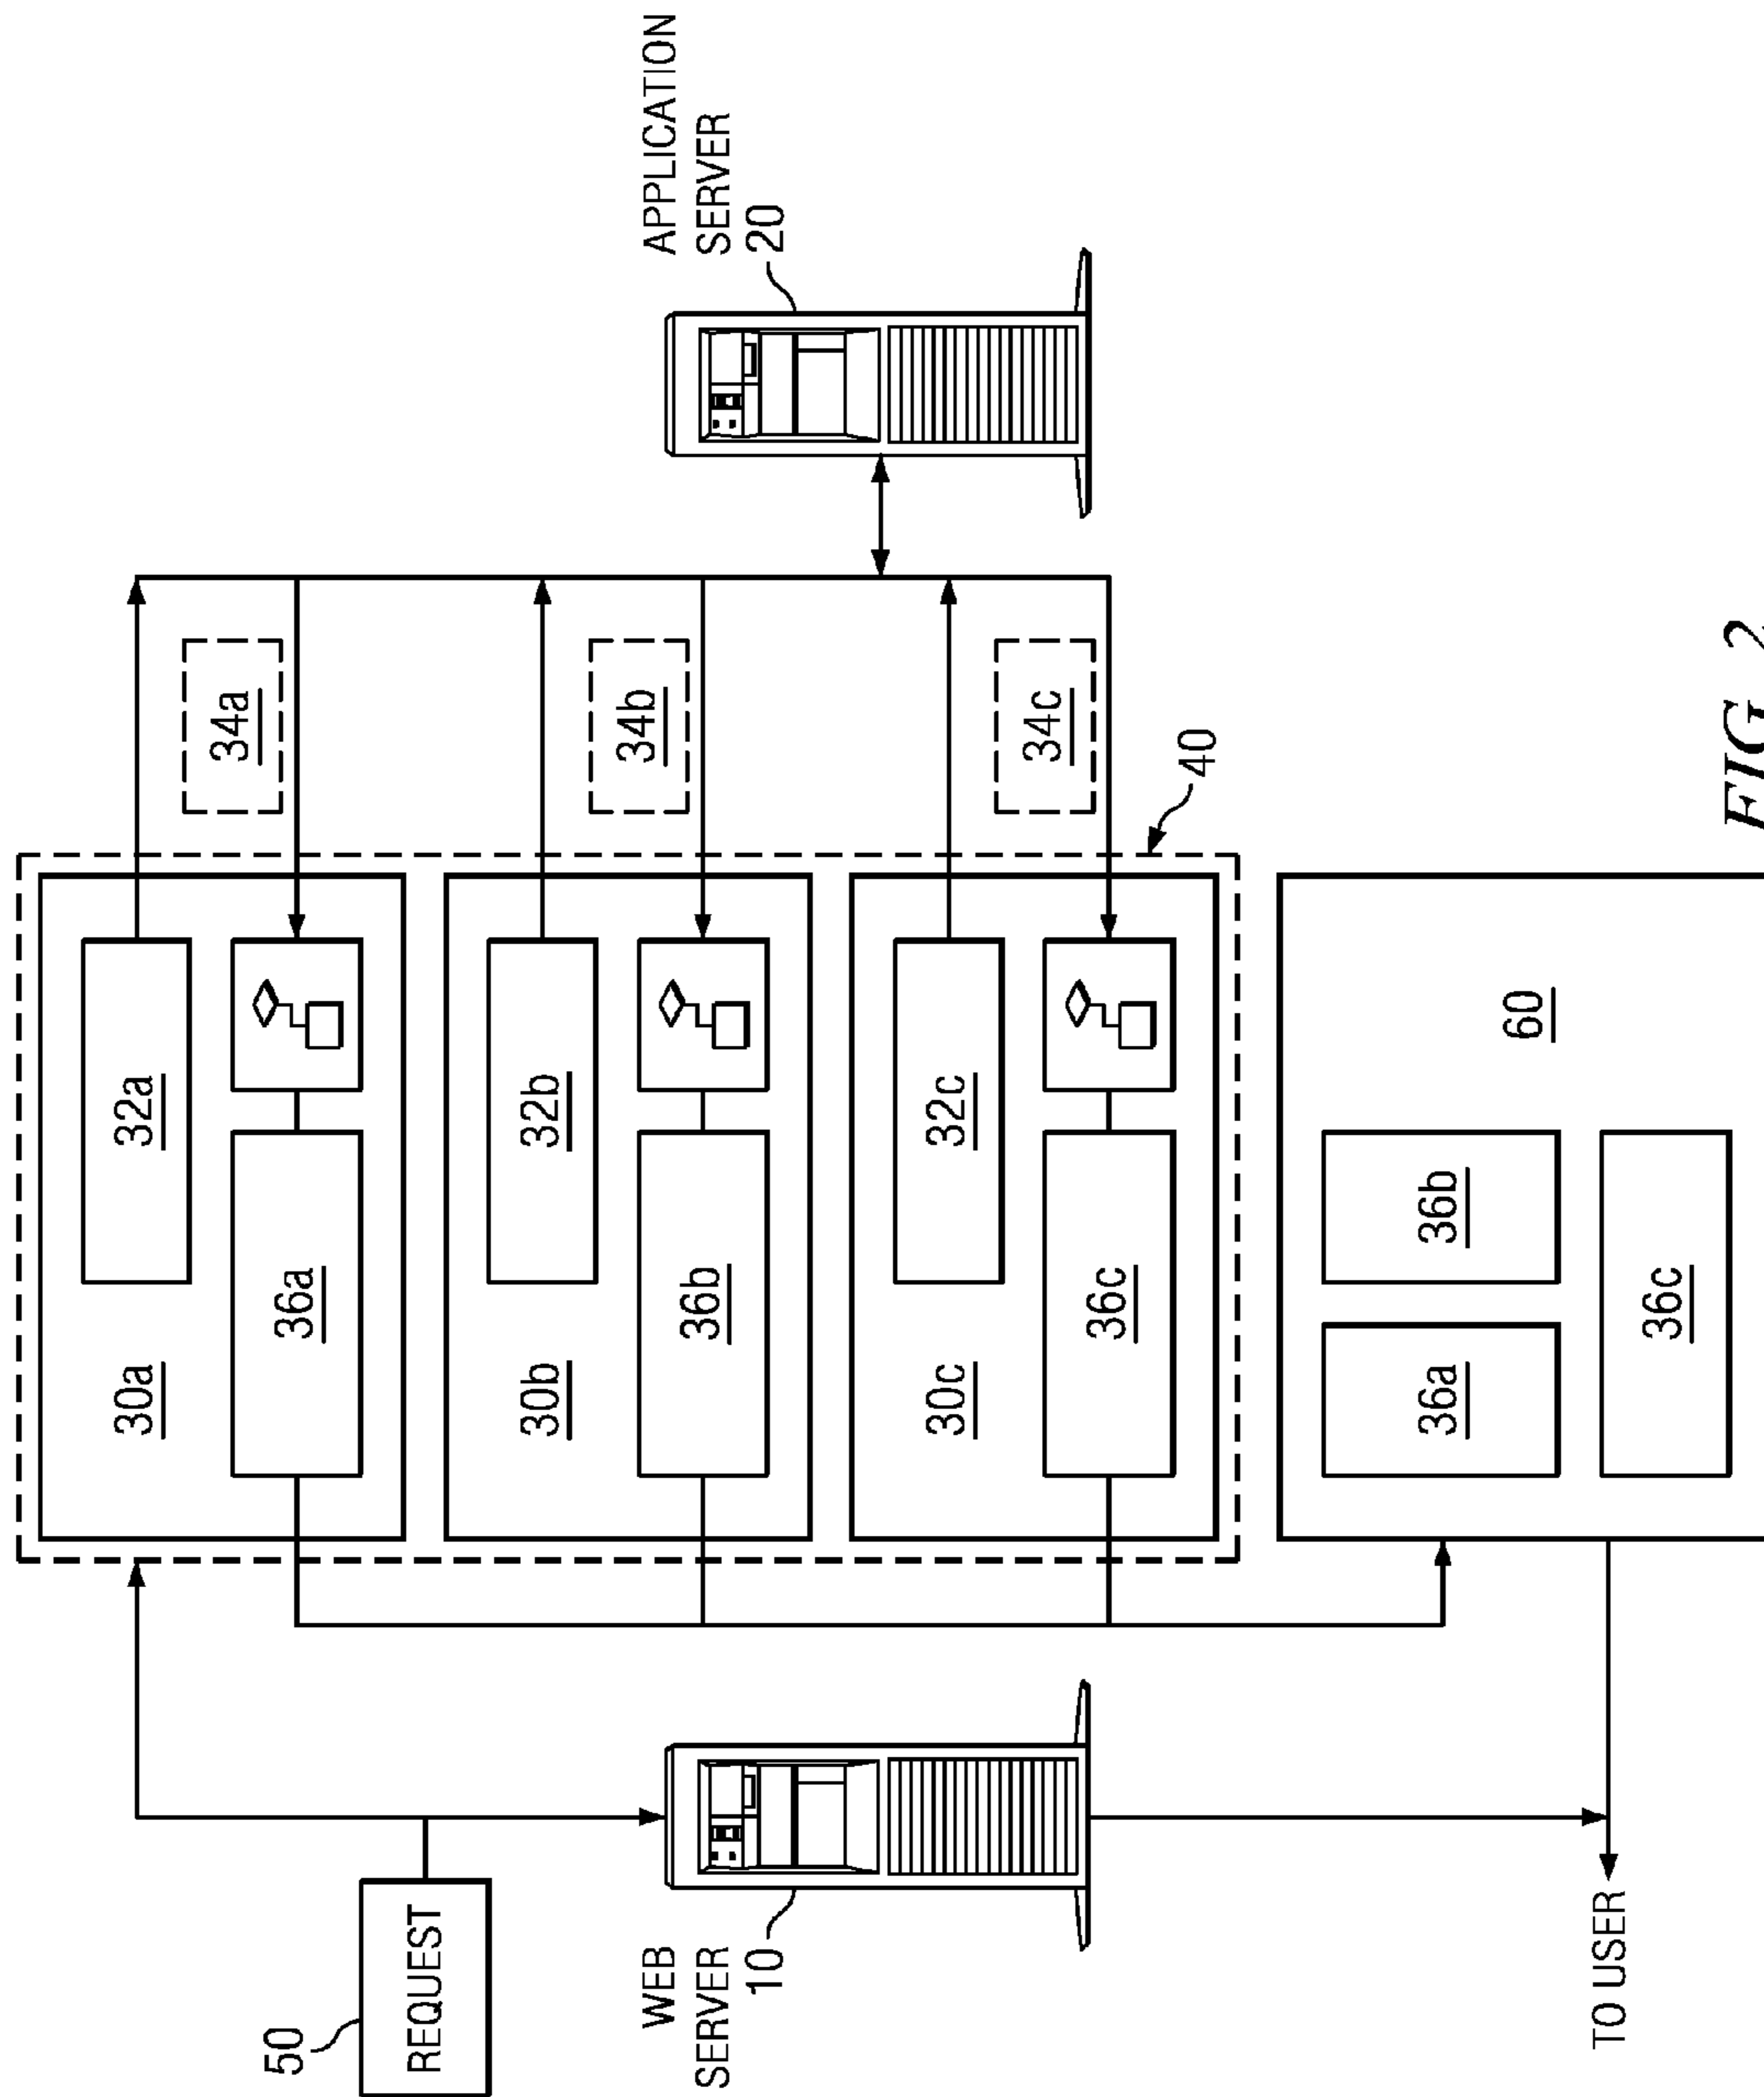 50
REQUEST
WEB
SERVER
10
TO USER
30a
32a
36a
30b
32b
36b
30c
32c
36c
34a
34b
34c
40
APPLICATION
SERVER
20
36a
36b
36c
60
FIG. 2